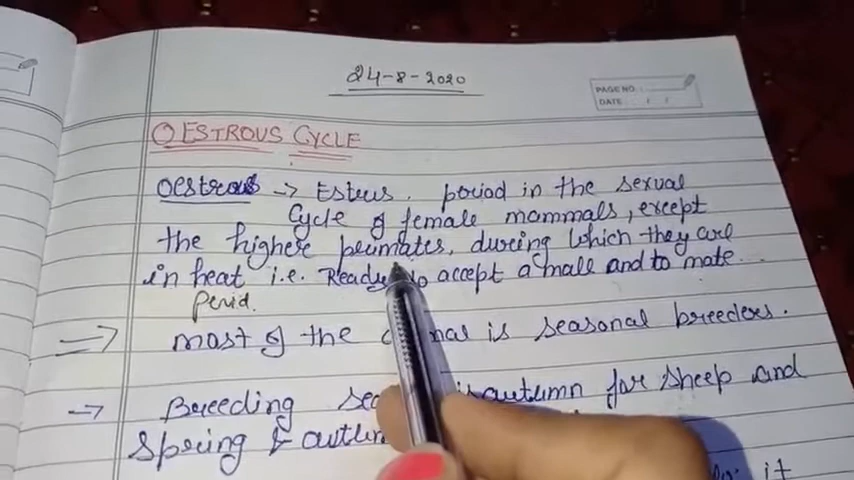 24-8-2020
PAGE NO.:
DATE: / /
OESTROUS CYCLE
Oestrous → Estrus. period in the sexual
Cycle of female mammals, except
the higher primates, during which they are
in heat i.e. Ready to accept a male and to mate
Period.
⇒ most of the is seasonal breeders.
→ Breeding autumn for sheep and
Spring & 
it